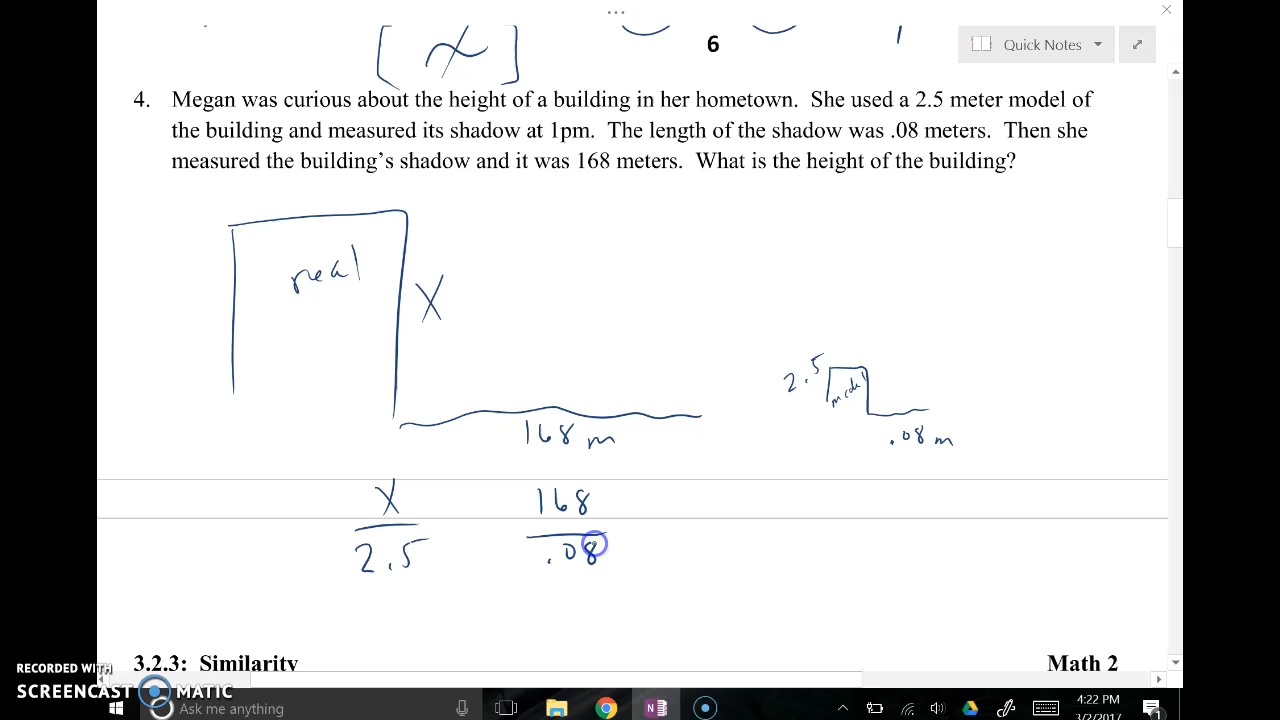 6
Quick Notes
4. Megan was curious about the height of a building in her hometown. She used a 2.5 meter model of
the building and measured its shadow at 1pm. The length of the shadow was .08 meters. Then she
measured the building's shadow and it was 168 meters. What is the height of the building?
real
X
2.5
model
168 m
.08 m
X 168
2.5 .08
3.2.3: Similarity Math 2
RECORDED WITH
SCREENCAST MATIC
Ask me anything
4:22 PM
3/2/2017